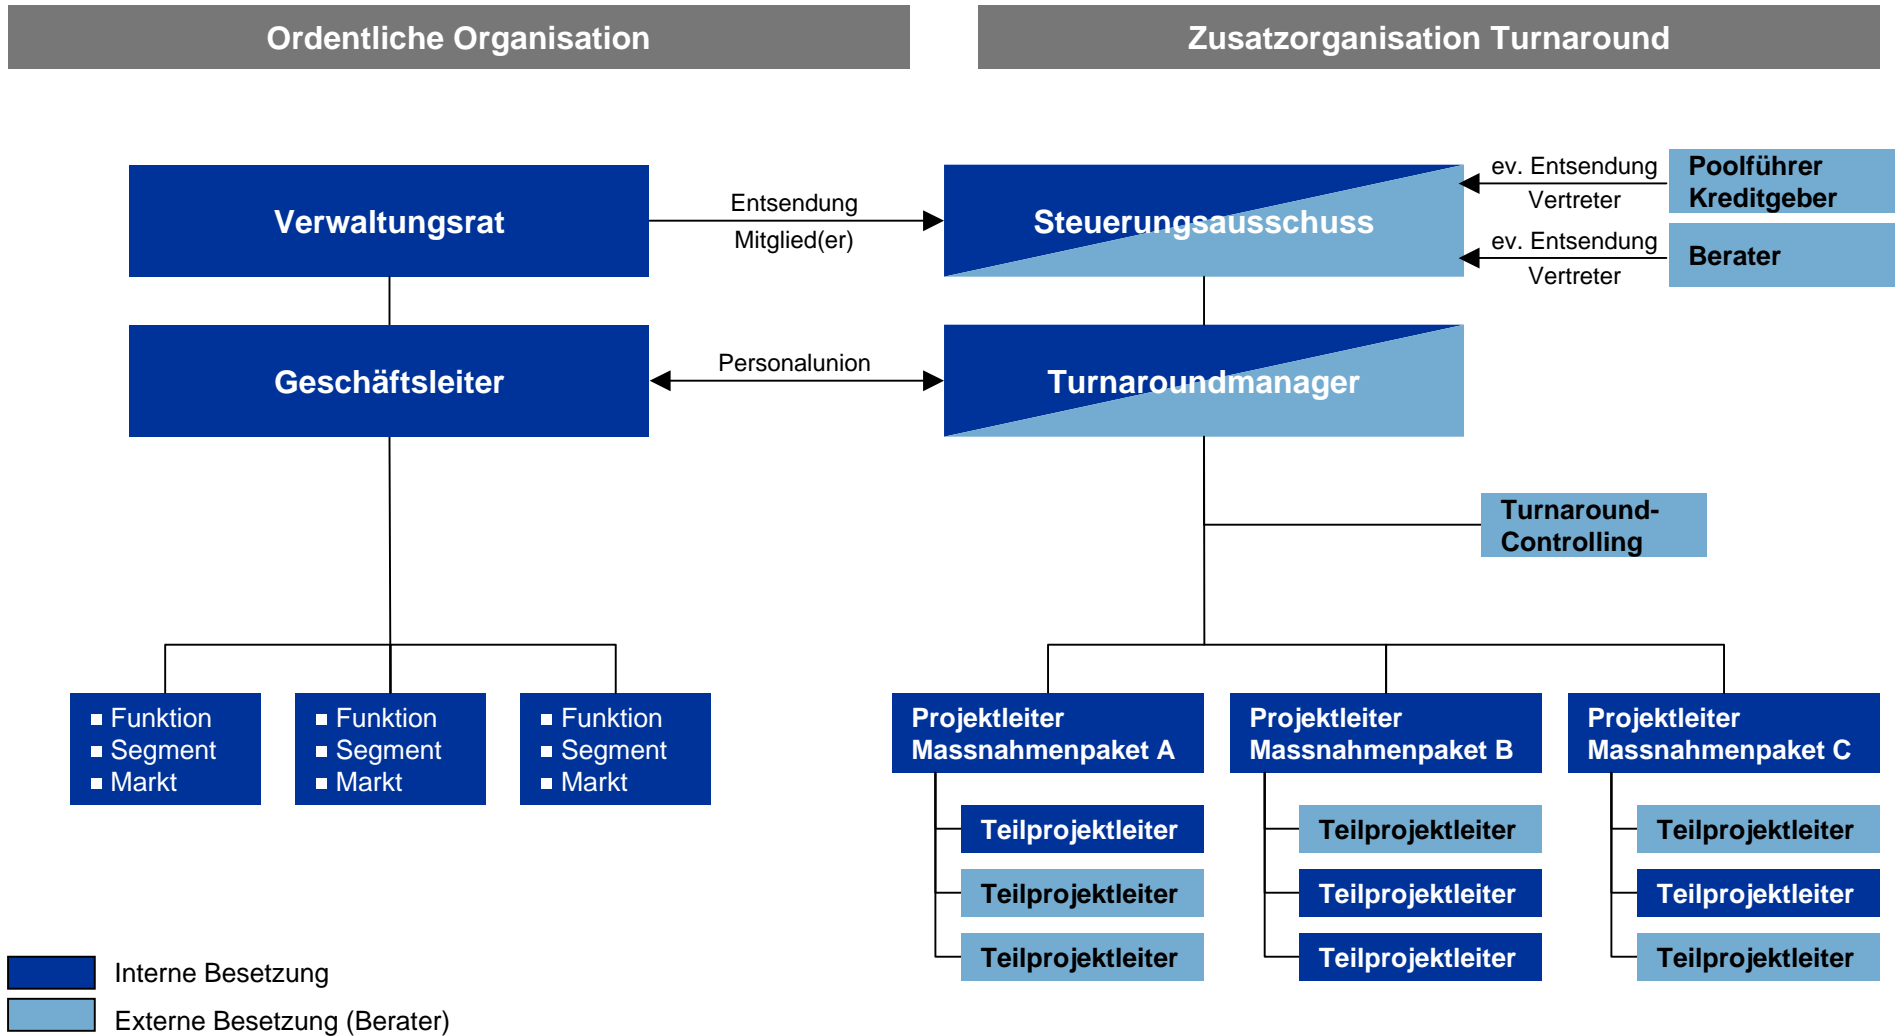 Ordentliche Organisation
Zusatzorganisation Turnaround
Verwaltungsrat
Entsendung
Mitglied(er)
Steuerungsausschuss
ev. Entsendung
Vertreter
Poolführer
Kreditgeber
ev. Entsendung
Vertreter
Berater
Geschäftsleiter
Personalunion
Turnaroundmanager
Turnaround-
Controlling
Funktion
Segment
Markt
Funktion
Segment
Markt
Funktion
Segment
Markt
Projektleiter
Massnahmenpaket A
Teilprojektleiter
Teilprojektleiter
Teilprojektleiter
Projektleiter
Massnahmenpaket B
Teilprojektleiter
Teilprojektleiter
Teilprojektleiter
Projektleiter
Massnahmenpaket C
Teilprojektleiter
Teilprojektleiter
Teilprojektleiter
Interne Besetzung
Externe Besetzung (Berater)